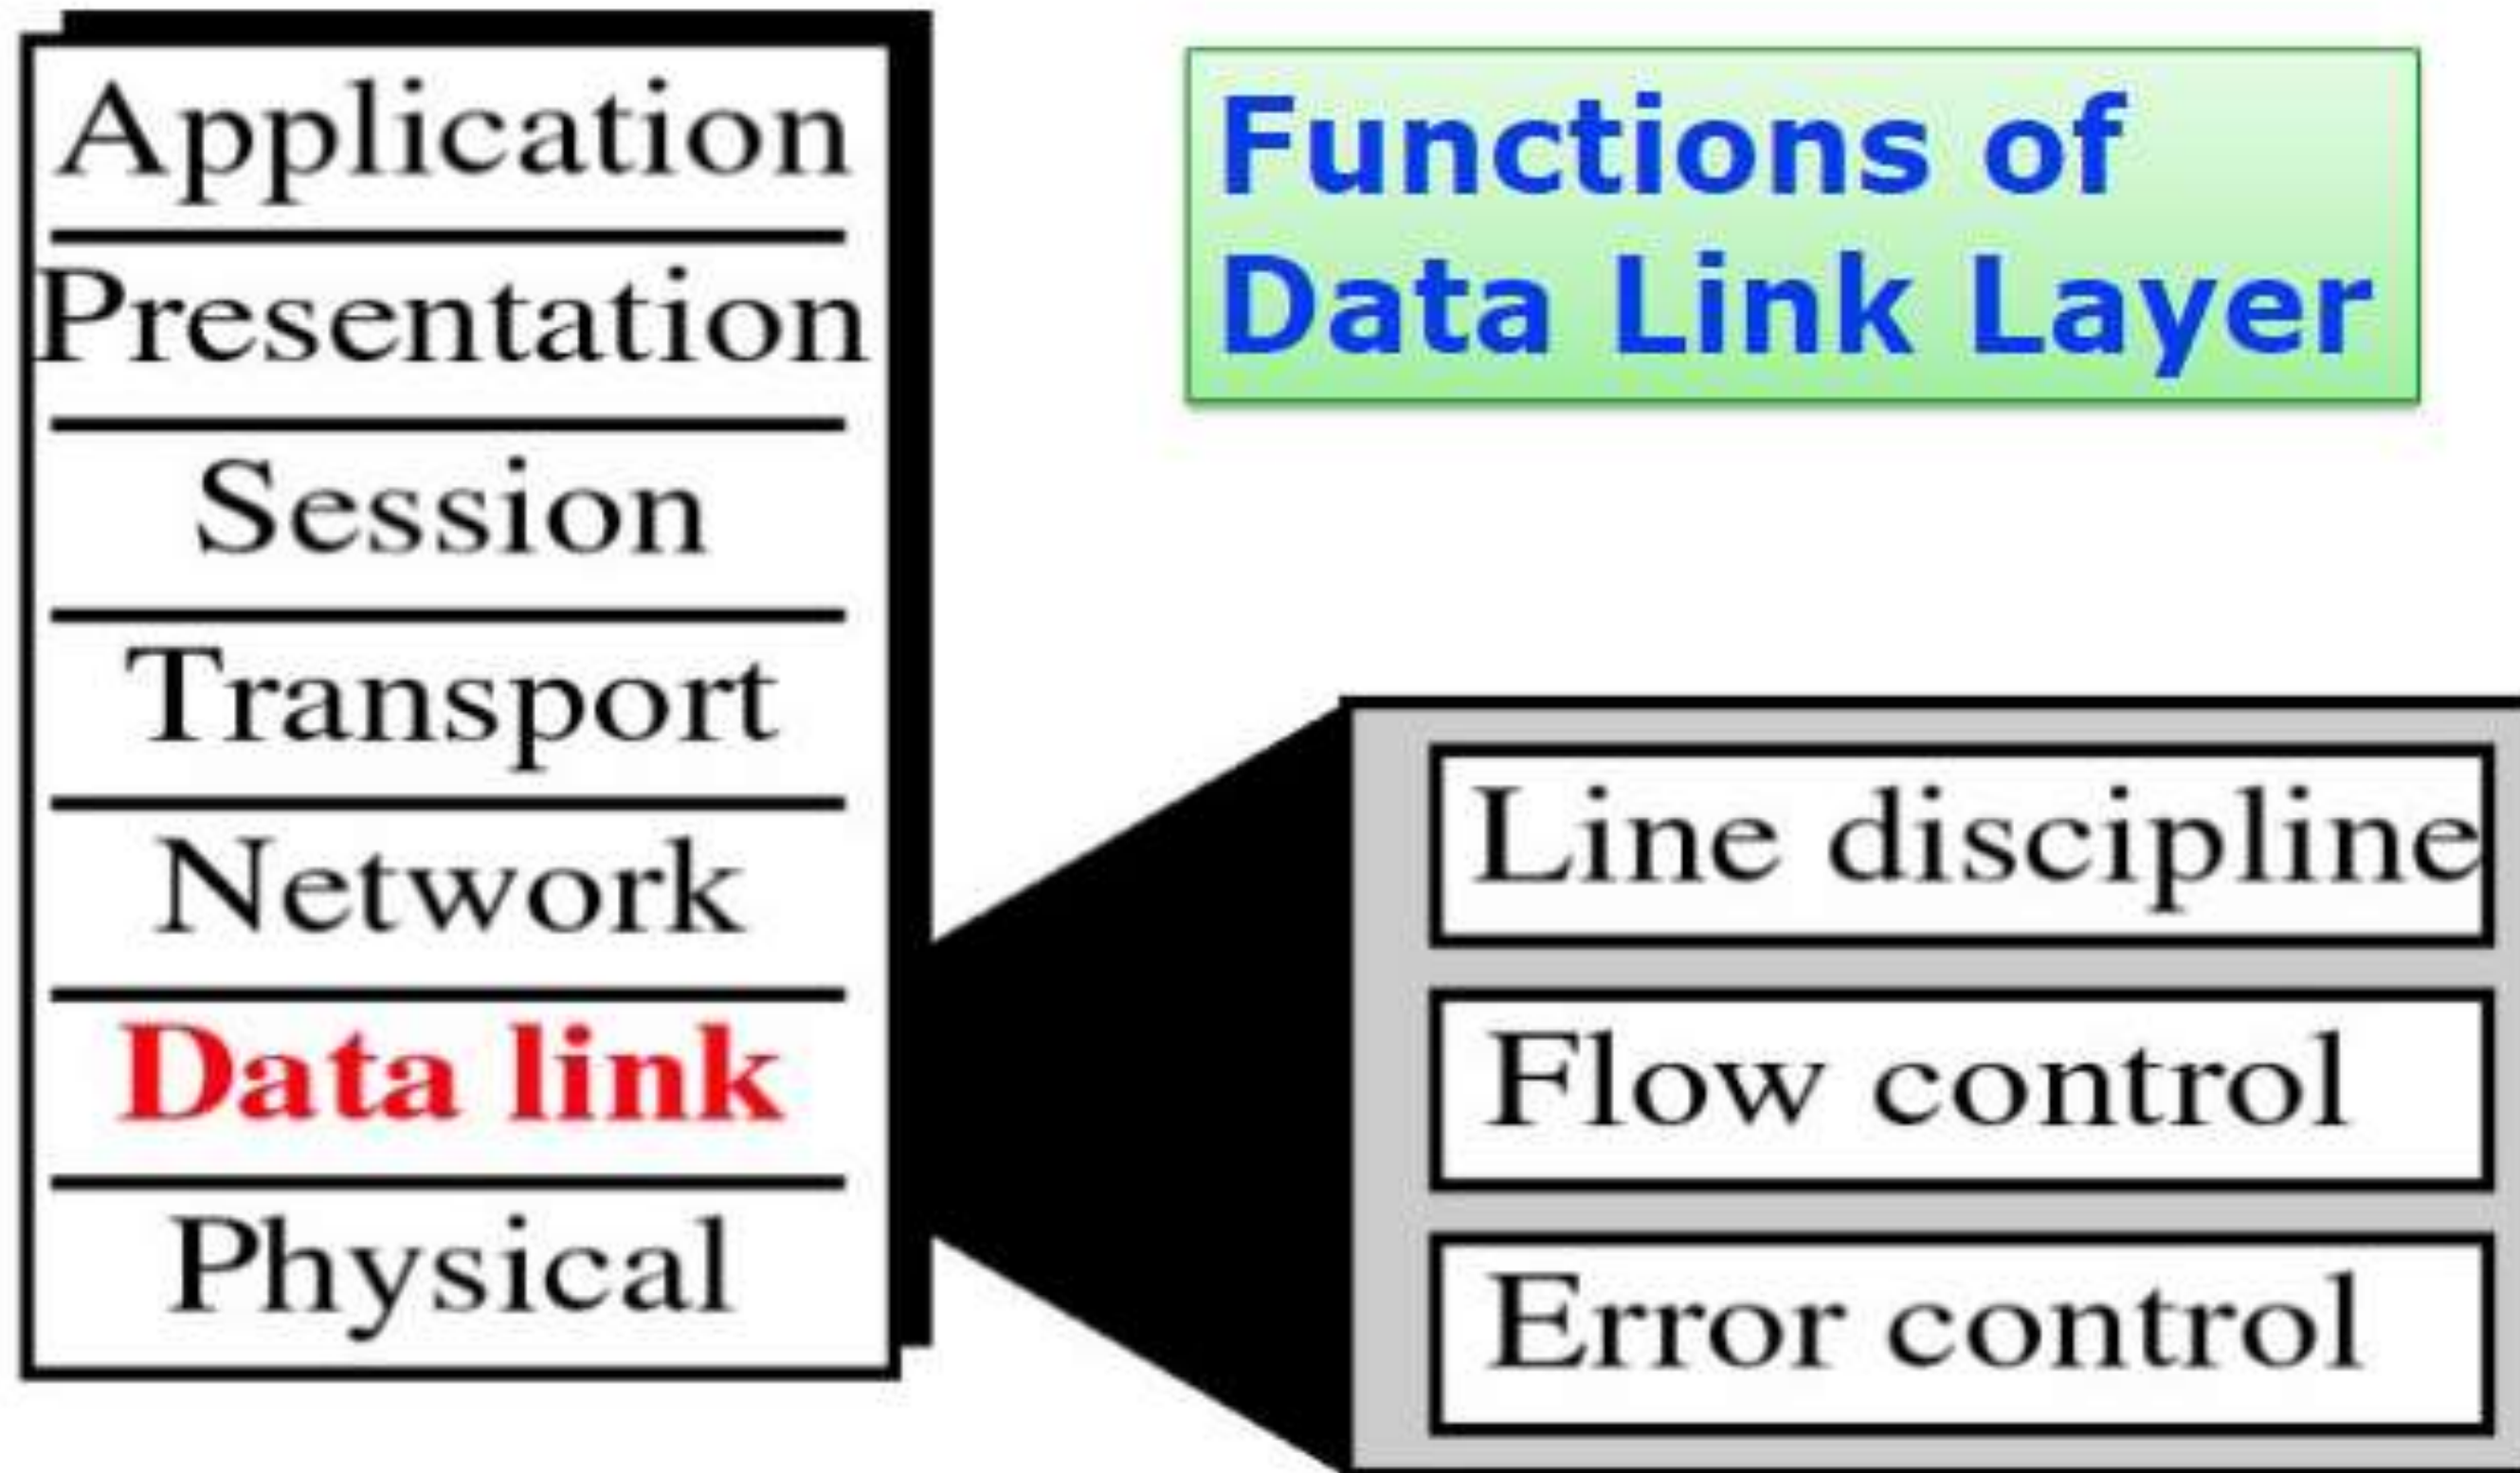 Application
Presentation
Session
Transport
Network
Data link
Physical
Functions of
Data Link Layer
Line discipline
Flow control
Error control